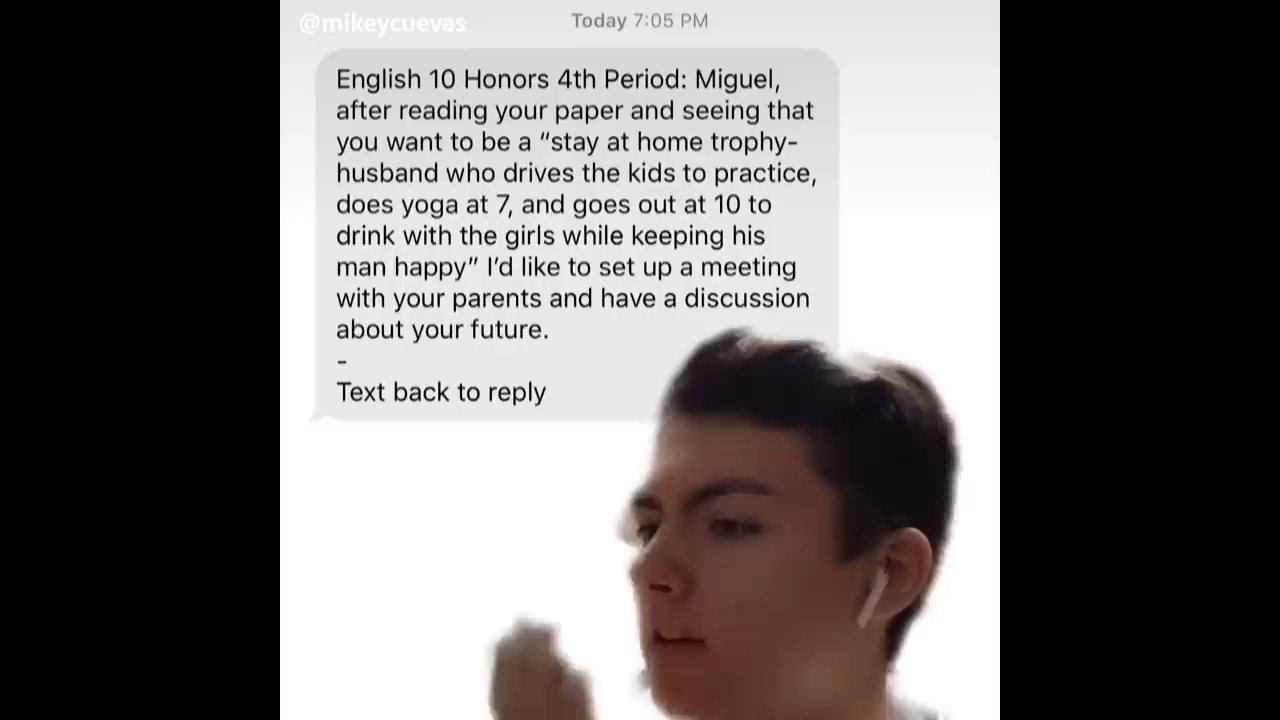 @mikeycuevas
Today 7:05 PM
English 10 Honors 4th Period: Miguel,
after reading your paper and seeing that
you want to be a “stay at home trophy-
husband who drives the kids to practice,
does yoga at 7, and goes out at 10 to
drink with the girls while keeping his
man happy” I’d like to set up a meeting
with your parents and have a discussion
about your future.
-
Text back to reply